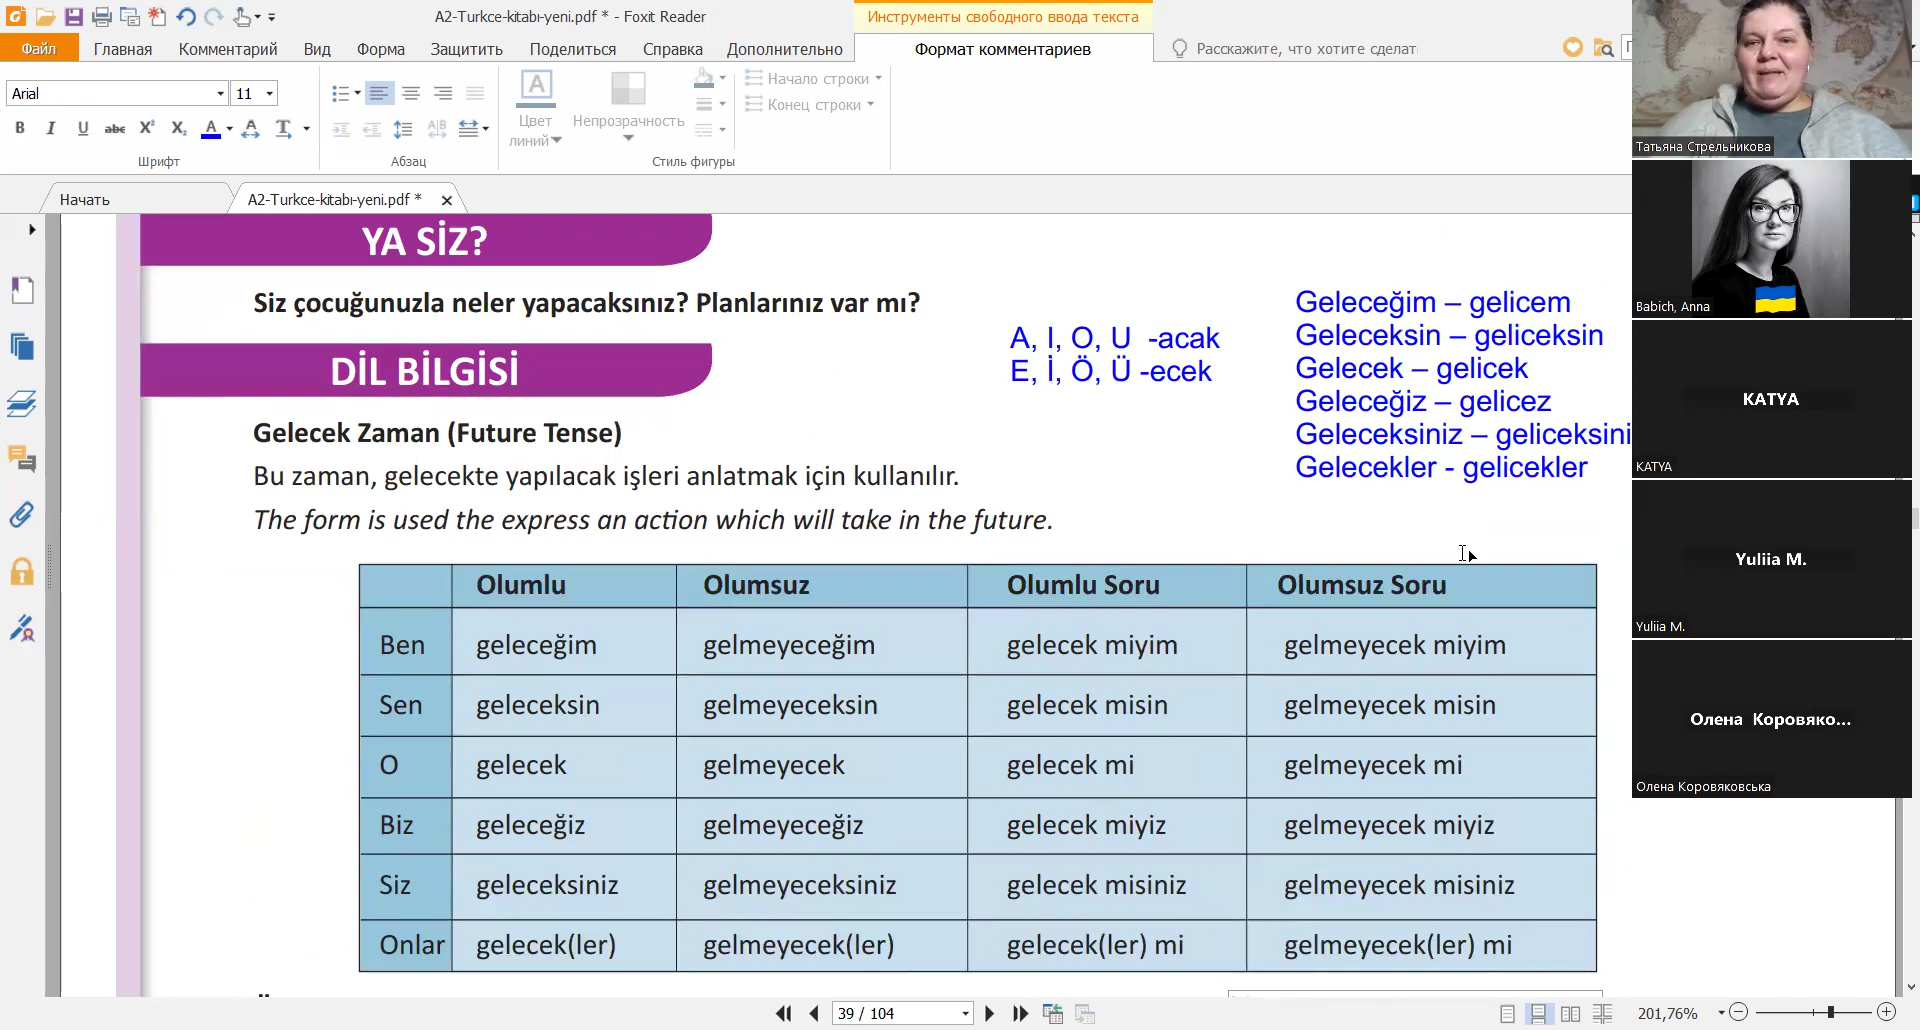 A2-Turkce-kitabı-yeni.pdf * - Foxit Reader
Инструменты свободного ввода текста
Файл Главная Комментарий Вид Форма Защитить Поделиться Справка Дополнительно Формат комментариев Расскажите, что хотите сделат
Arial 11
Цвет линий
Непрозрачность
Начало строки
Конец строки
Шрифт Абзац Стиль фигуры
Начать A2-Turkce-kitabı-yeni.pdf *
YA SİZ?
Siz çocuğunuzla neler yapacaksınız? Planlarınız var mı?
A, I, O, U -acak
E, İ, Ö, Ü -ecek
Geleceğim – gelicem
Geleceksin – geliceksin
Gelecek – gelicek
Geleceğiz – gelicez
Geleceksiniz – geliceksini
Gelecekler - gelicekler
DİL BİLGİSİ
Gelecek Zaman (Future Tense)
Bu zaman, gelecekte yapılacak işleri anlatmak için kullanılır.
The form is used the express an action which will take in the future.
Olumlu Olumsuz Olumlu Soru Olumsuz Soru
Ben geleceğim gelmeyeceğim gelecek miyim gelmeyecek miyim
Sen geleceksin gelmeyeceksin gelecek misin gelmeyecek misin
O gelecek gelmeyecek gelecek mi gelmeyecek mi
Biz geleceğiz gelmeyeceğiz gelecek miyiz gelmeyecek miyiz
Siz geleceksiniz gelmeyeceksiniz gelecek misiniz gelmeyecek misiniz
Onlar gelecek(ler) gelmeyecek(ler) gelecek(ler) mi gelmeyecek(ler) mi
39 / 104
201,76%
Татьяна Стрельникова
Babich, Anna
KATYA
KATYA
Yuliia M.
Yuliia M.
Олена Коровяко...
Олена Коровяковська